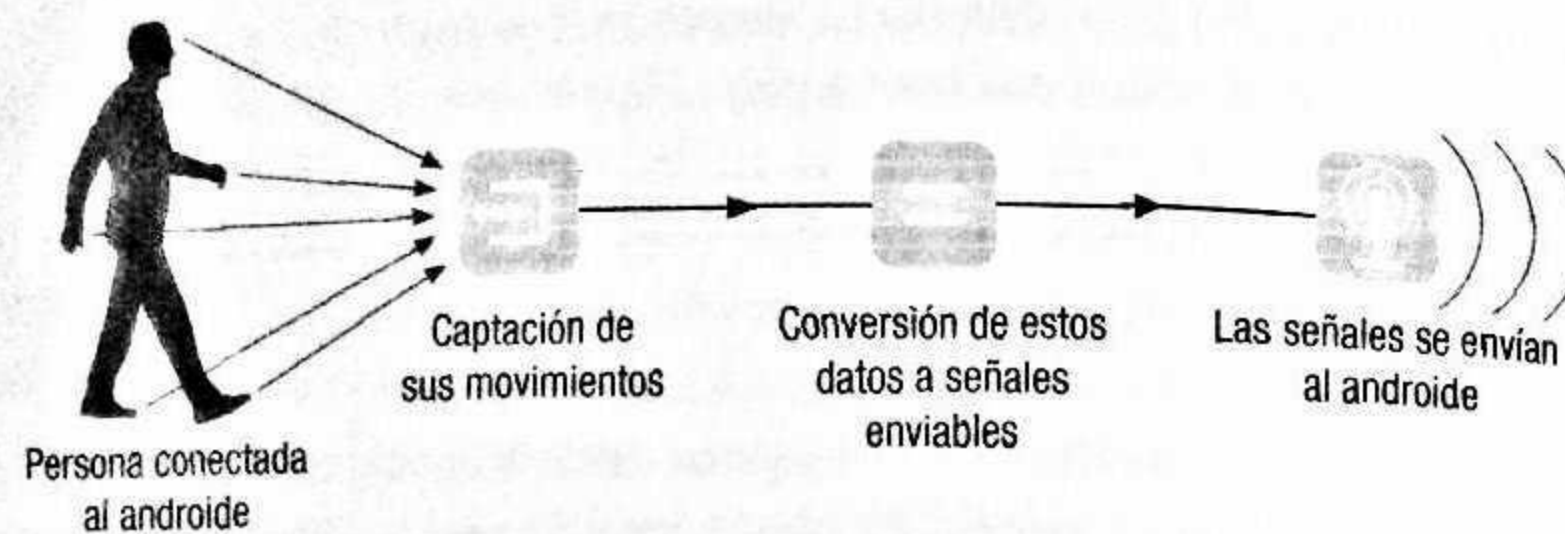 Persona conectada
al androide
Captación de
sus movimientos
Conversión de estos
datos a señales
enviables
Las señales se envían
al androide